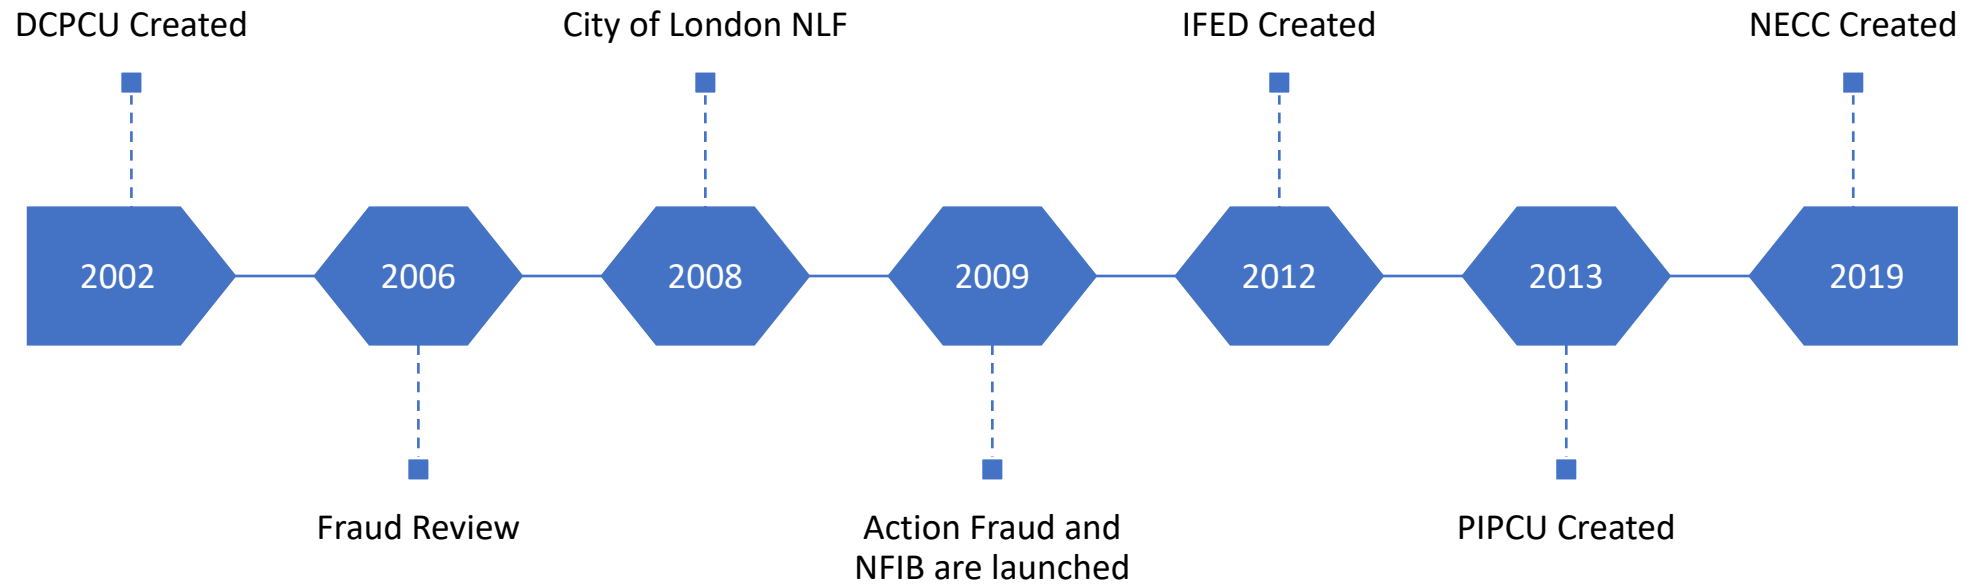 DCPCU Created
City of London NLF
IFED Created
NECC Created
2002
2006
2008
2009
2012
2013
2019
Fraud Review
Action Fraud and
NFIB are launched
PIPCU Created